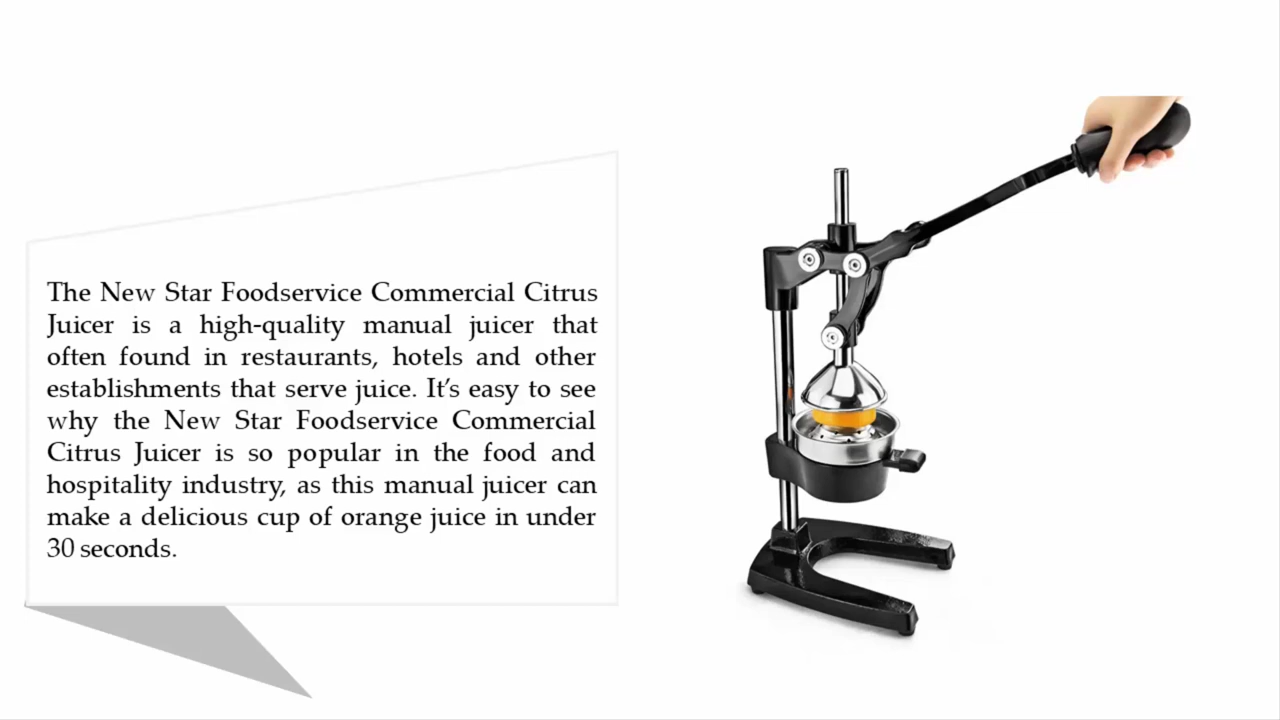 The New Star Foodservice Commercial Citrus
Juicer is a high-quality manual juicer that
often found in restaurants, hotels and other
establishments that serve juice. It’s easy to see
why the New Star Foodservice Commercial
Citrus Juicer is so popular in the food and
hospitality industry, as this manual juicer can
make a delicious cup of orange juice in under
30 seconds.